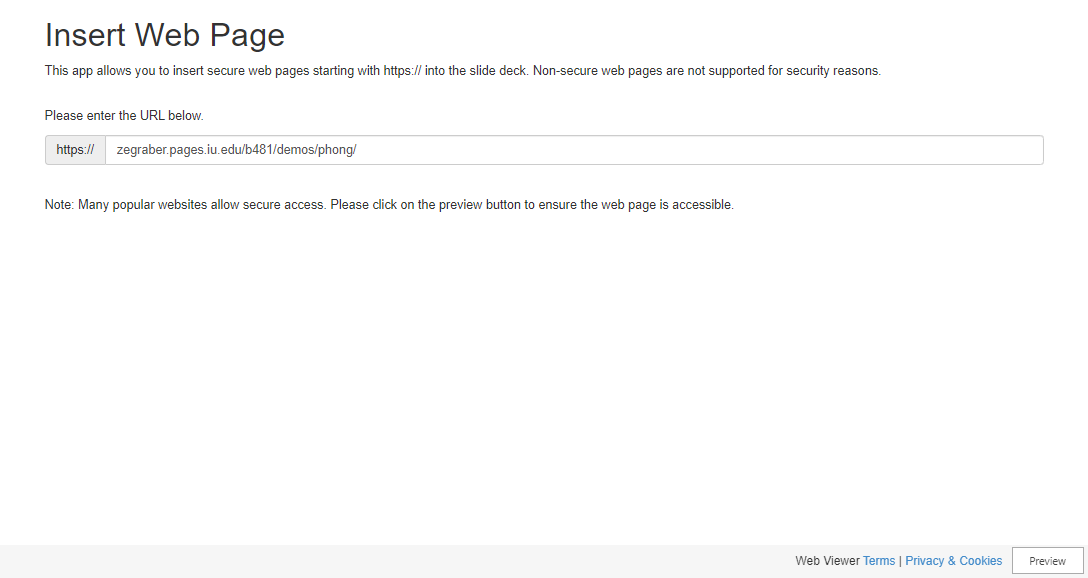 Insert Web Page
This app allows you to insert secure web pages starting with https:// into the slide deck. Non-secure web pages are not supported for security reasons.
Please enter the URL below.
https:// zegraber.pages.iu.edu/b481/demos/phong/
Note: Many popular websites allow secure access. Please click on the preview button to ensure the web page is accessible.
Web Viewer Terms | Privacy & Cookies Preview